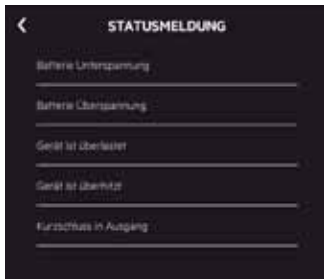 STATUSMELDUNG
Batterie Unterspannung
Batterie Überspannung
Gerät ist überlastet
Gerät ist überhitzt
Kurzschluss in Ausgang